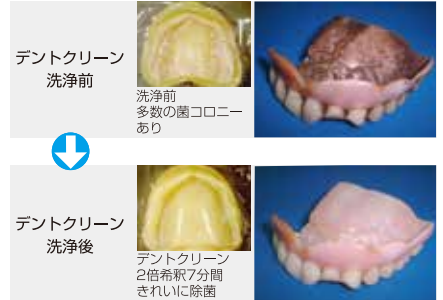 デントクリーン
洗浄前
洗浄前
多数の菌コロニー
あり
デントクリーン
洗浄後
デントクリーン
2倍希釈7分間
きれいに除菌